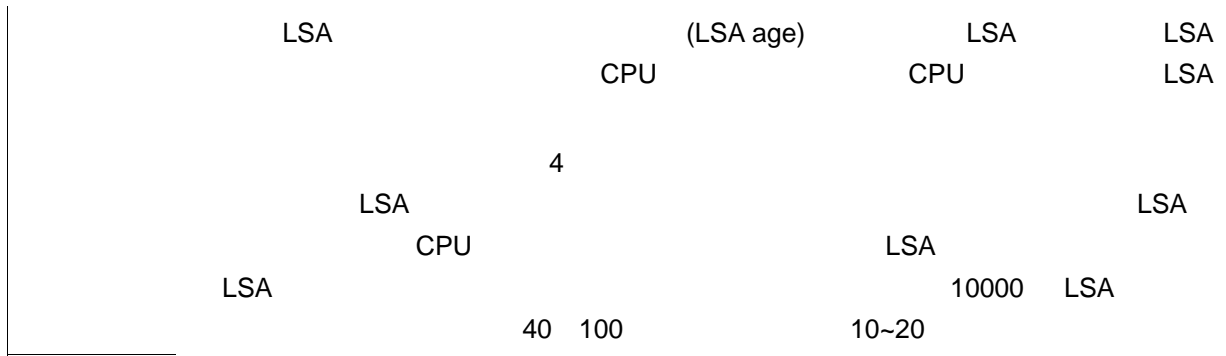 LSA (LSA age) LSA LSA
CPU CPU LSA
4
LSA LSA
CPU LSA
LSA 10000 LSA
40 100 10~20